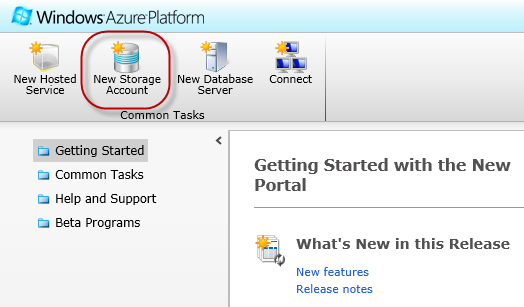 Windows Azure Platform
New Hosted Service
New Storage Account
New Database Server
Connect
Common Tasks
Getting Started
Common Tasks
Help and Support
Beta Programs
Getting Started with the New
Portal
What's New in this Release
New features
Release notes